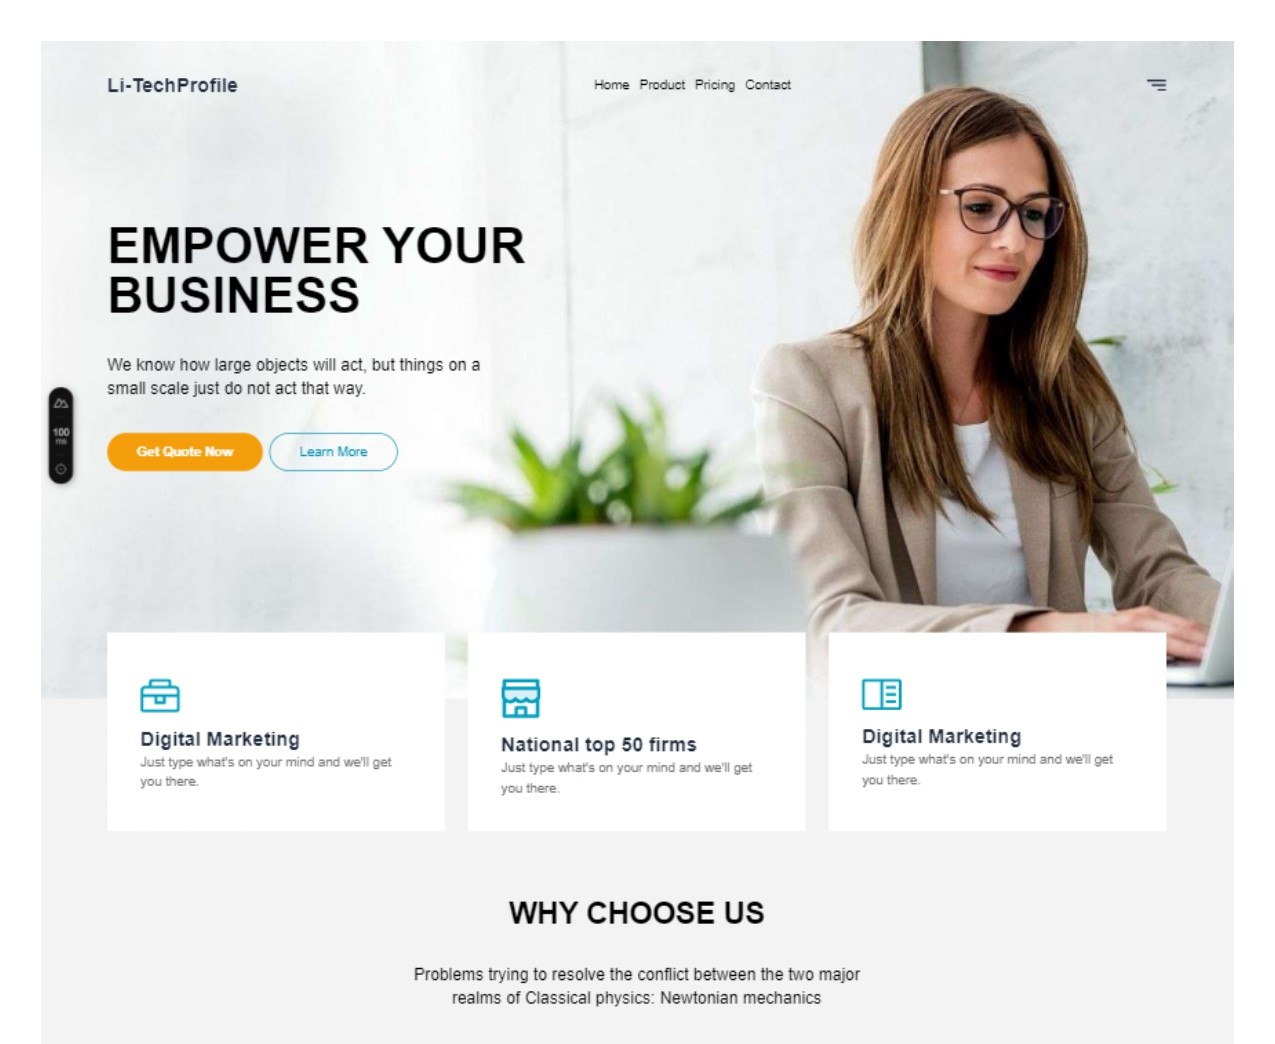 Li-TechProfile
Home Product Pricing Contact
EMPOWER YOUR
BUSINESS
We know how large objects will act, but things on a
small scale just do not act that way.
100
ms
Get Quote Now
Learn More
Digital Marketing
Just type what's on your mind and we'll get
you there.
National top 50 firms
Just type what's on your mind and we'll get
you there.
Digital Marketing
Just type what's on your mind and we'll get
you there.
WHY CHOOSE US
Problems trying to resolve the conflict between the two major
realms of Classical physics: Newtonian mechanics